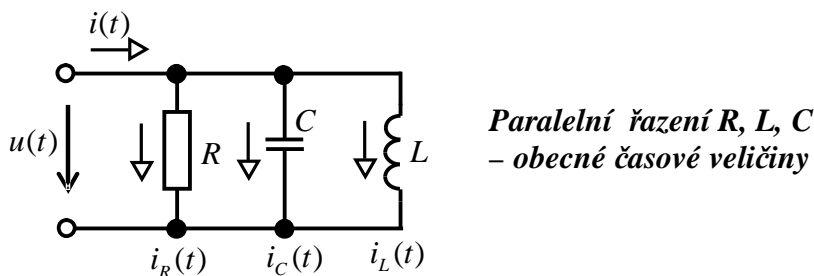 i(t)
u(t)
R
C
L
i_R(t)
i_C(t)
i_L(t)
Paralelní řazení R, L, C
– obecné časové veličiny